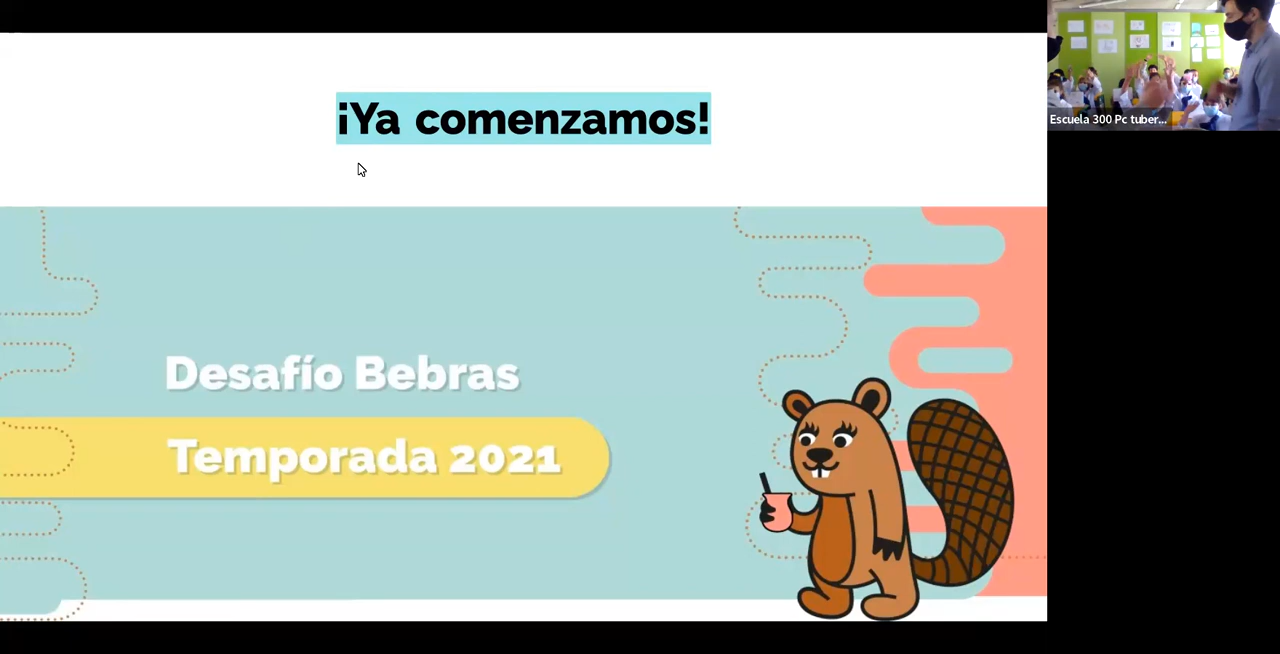 ¡Ya comenzamos!
Desafío Bebras
Temporada 2021
Escuela 300 Pc tuber...